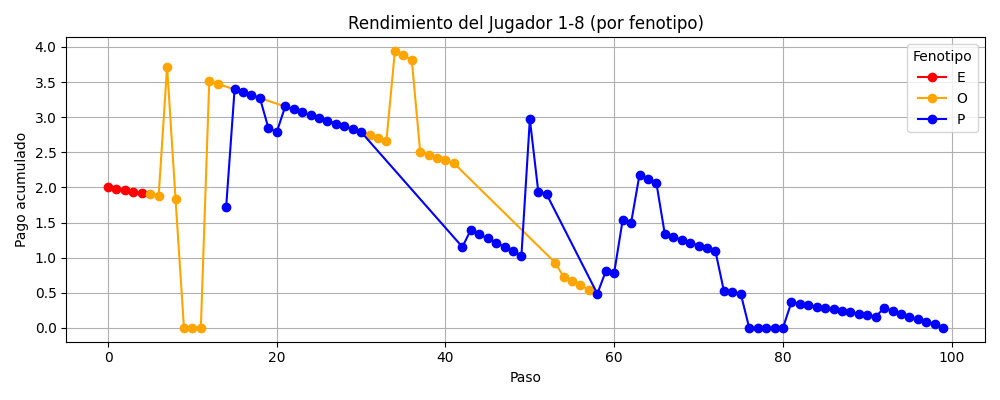 Rendimiento del Jugador 1-8 (por fenotipo)
Pago acumulado
4.0
3.5
3.0
2.5
2.0
1.5
1.0
0.5
0.0
Fenotipo
E
O
P
0 20 40 60 80 100
Paso